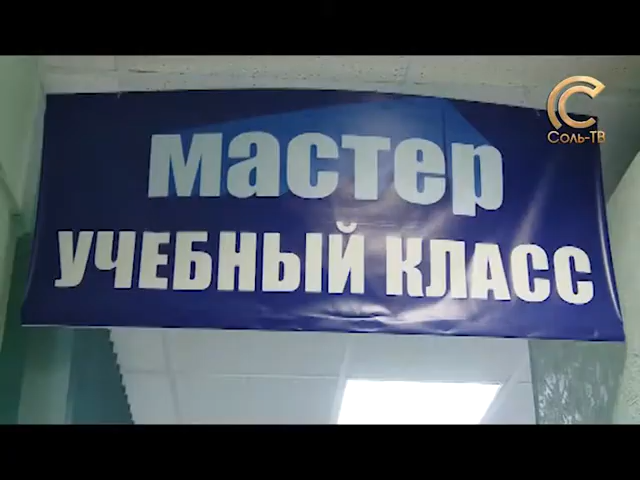 Соль-ТВ
мастер
УЧЕБНЫЙ КЛАСС